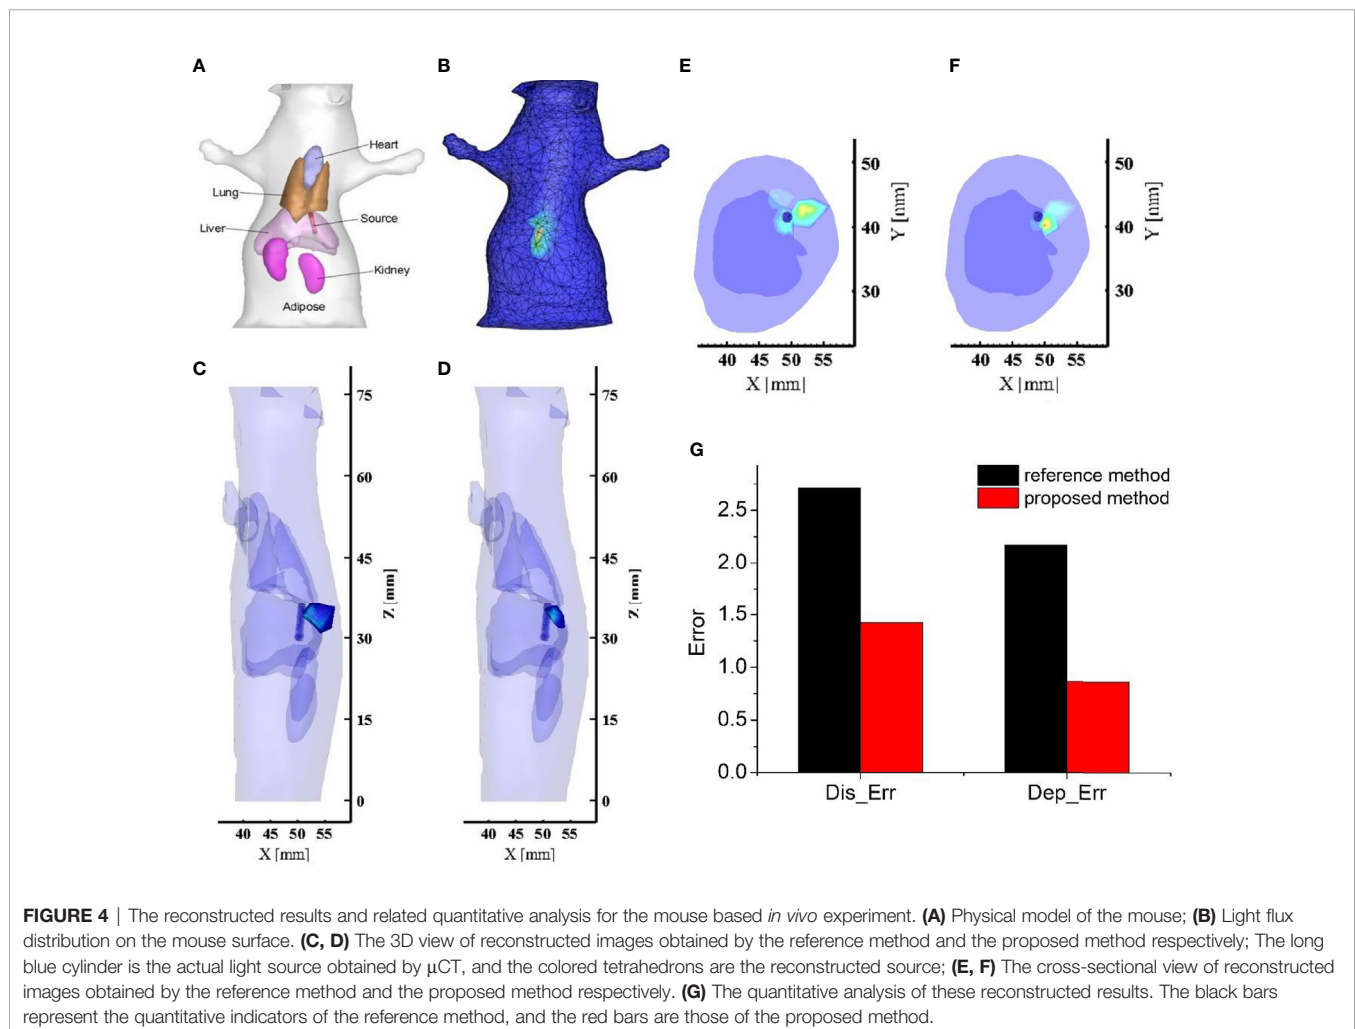 A
B
E
F
Heart
Lung
Source
Liver
Kidney
Adipose
50
40
30
Y [mm]
40 45 50 55
X [mm]
50
40
30
Y [mm]
40 45 50 55
X [mm]
C
D
75
60
45
30
15
0
Z [mm]
40 45 50 55
X [mm]
75
60
45
30
15
0
Z [mm]
40 45 50 55
X [mm]
G
reference method
proposed method
2.5
2.0
1.5
1.0
0.5
0.0
Error
Dis_Err
Dep_Err
FIGURE 4 | The reconstructed results and related quantitative analysis for the mouse based in vivo experiment. (A) Physical model of the mouse; (B) Light flux
distribution on the mouse surface. (C, D) The 3D view of reconstructed images obtained by the reference method and the proposed method respectively; The long
blue cylinder is the actual light source obtained by μCT, and the colored tetrahedrons are the reconstructed source; (E, F) The cross-sectional view of reconstructed
images obtained by the reference method and the proposed method respectively. (G) The quantitative analysis of these reconstructed results. The black bars
represent the quantitative indicators of the reference method, and the red bars are those of the proposed method.